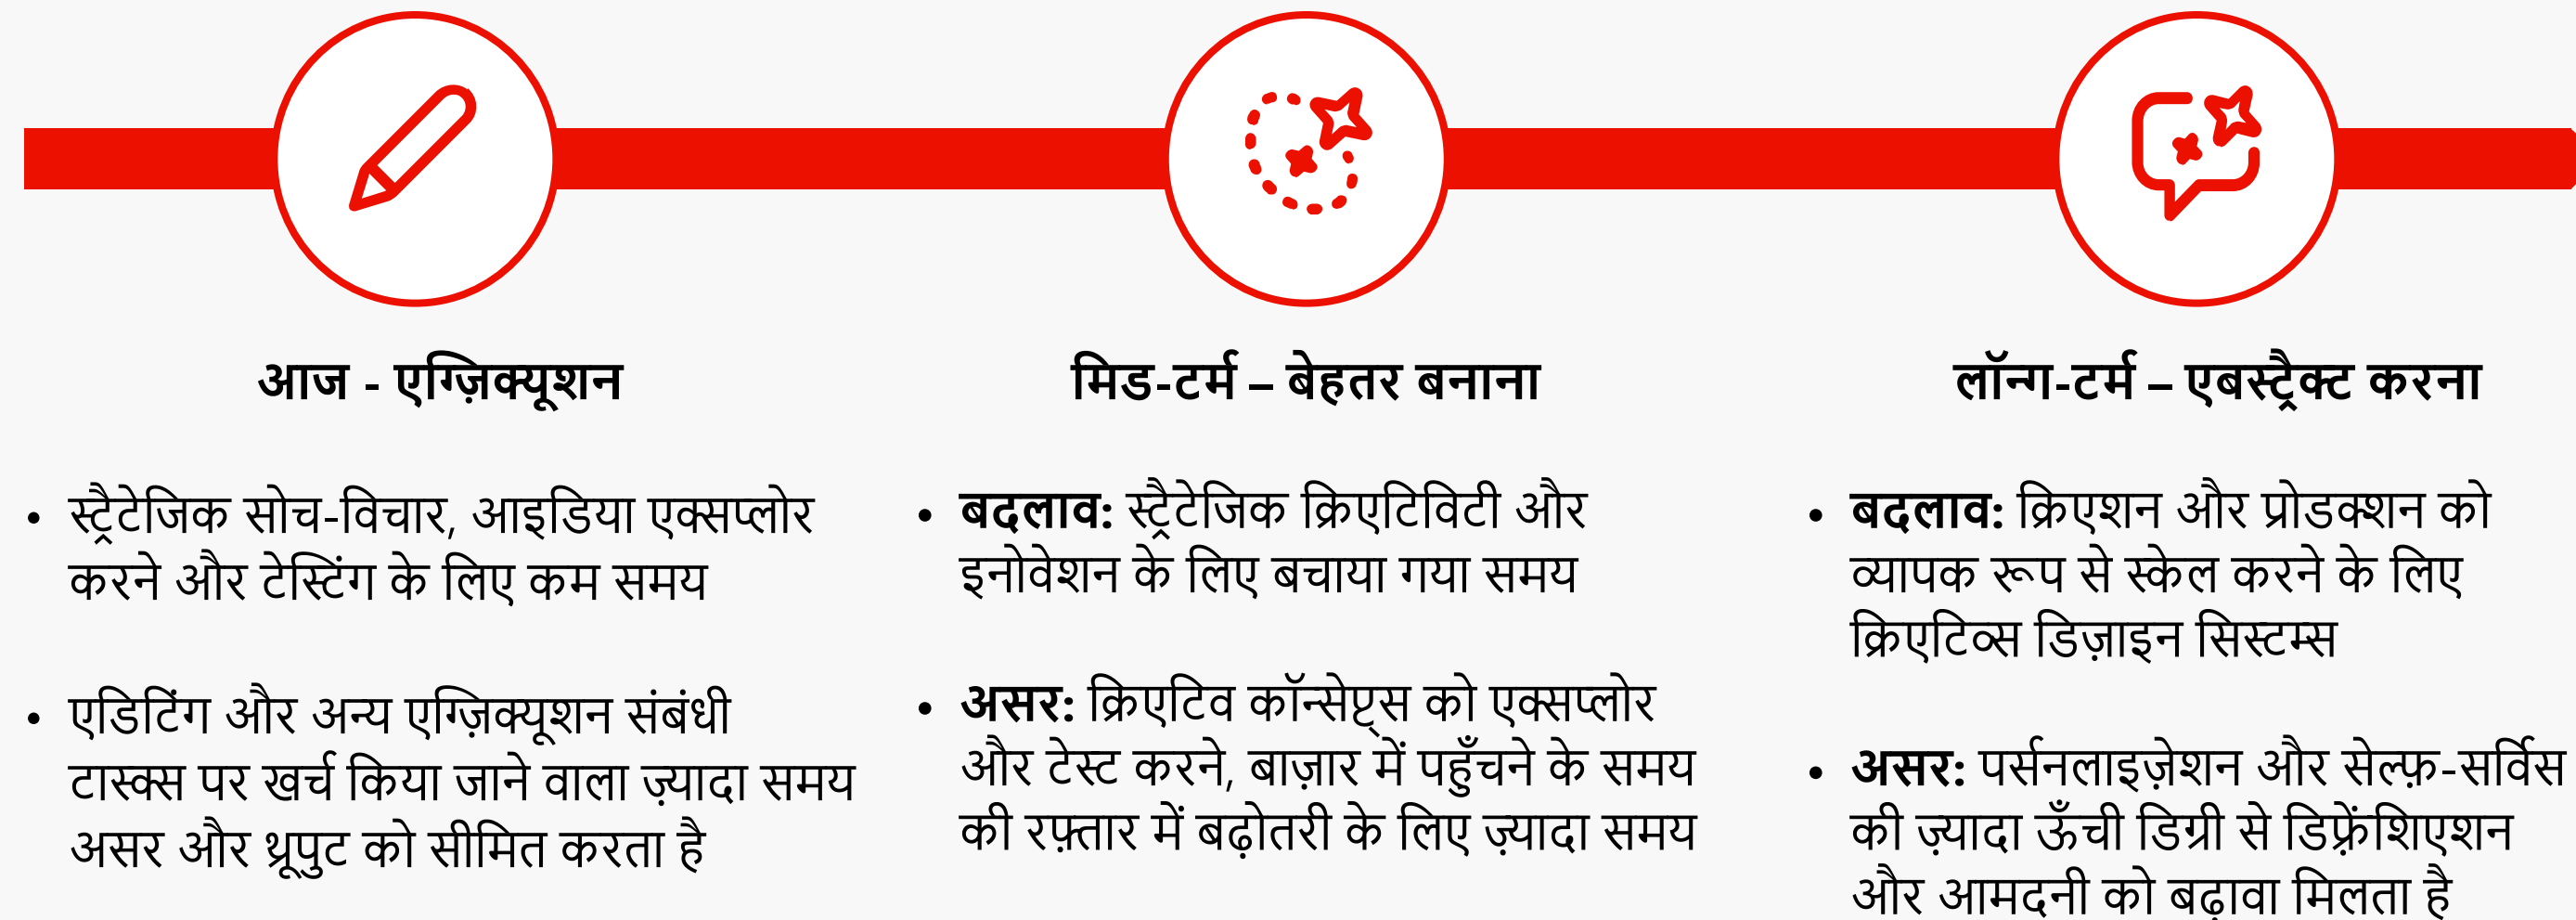 आज - एग्ज़िक्यूशन
• स्ट्रैटेजिक सोच-विचार, आइडिया एक्सप्लोर
करने और टेस्टिंग के लिए कम समय
• एडिटिंग और अन्य एग्ज़िक्यूशन संबंधी
टास्क्स पर खर्च किया जाने वाला ज़्यादा समय
असर और थ्रूपुट को सीमित करता है
मिड-टर्म – बेहतर बनाना
• बदलाव: स्ट्रैटेजिक क्रिएटिविटी और
इनोवेशन के लिए बचाया गया समय
• असर: क्रिएटिव कॉन्सेप्ट्स को एक्सप्लोर
और टेस्ट करने, बाज़ार में पहुँचने के समय
की रफ़्तार में बढ़ोतरी के लिए ज़्यादा समय
लॉन्ग-टर्म – एबस्ट्रैक्ट करना
• बदलाव: क्रिएशन और प्रोडक्शन को
व्यापक रूप से स्केल करने के लिए
क्रिएटिव्स डिज़ाइन सिस्टम्स
• असर: पर्सनलाइज़ेशन और सेल्फ़-सर्विस
की ज़्यादा ऊँची डिग्री से डिफ़्रेंशिएशन
और आमदनी को बढ़ावा मिलता है